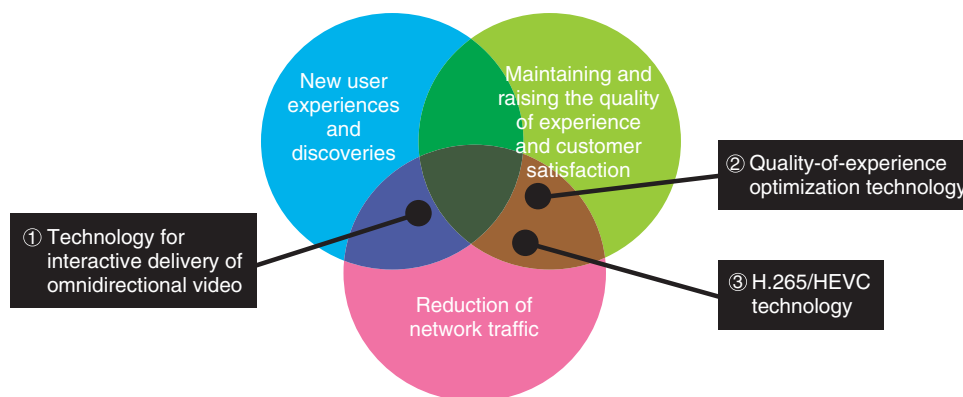 New user
experiences
and
discoveries
Maintaining and
raising the quality
of experience
and customer
satisfaction
② Quality-of-experience
optimization technology
① Technology for
interactive delivery of
omnidirectional video
③ H.265/HEVC
technology
Reduction of
network traffic